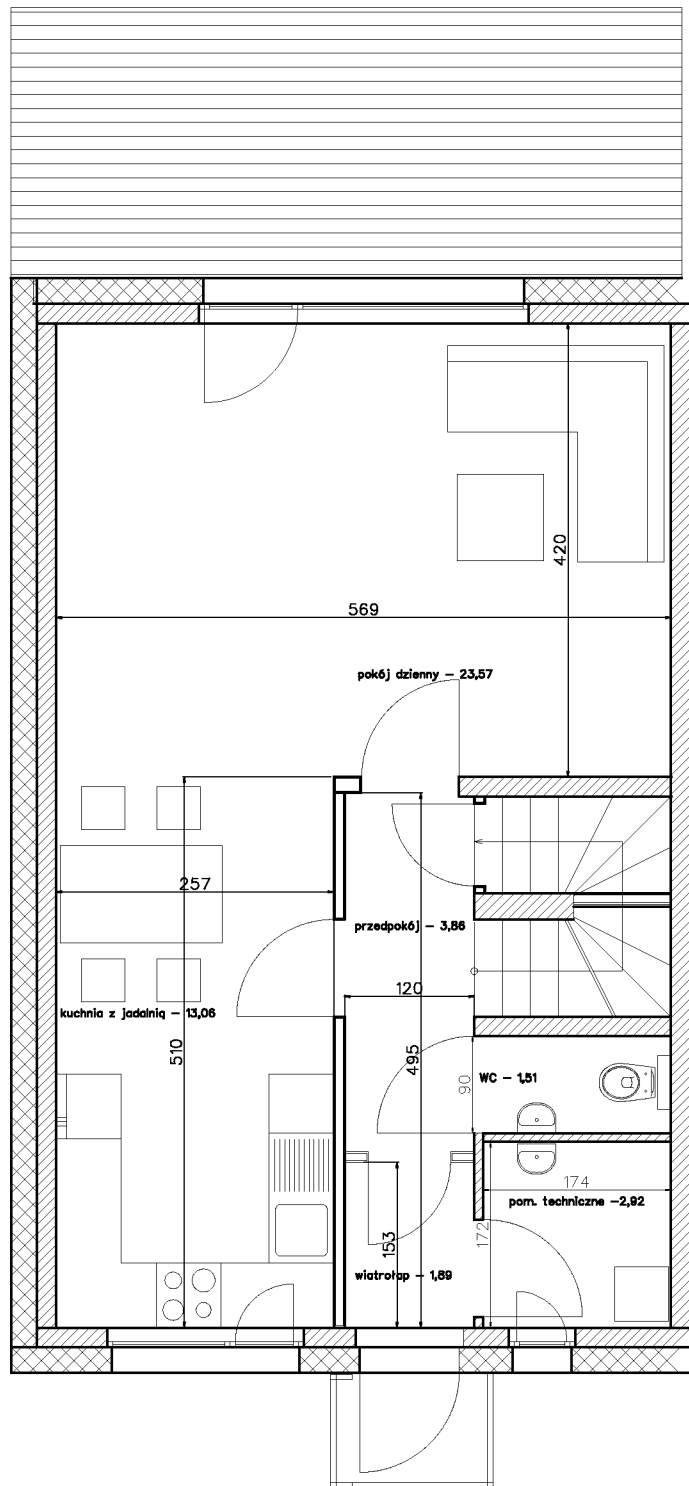 420
569
pokój dzienny – 23,57
257
przedpokój – 3,86
120
kuchnia z jadalnią – 13,06
510
495
90
WC – 1,51
174
pom. techniczne –2,92
172
153
wiatrołap – 1,89